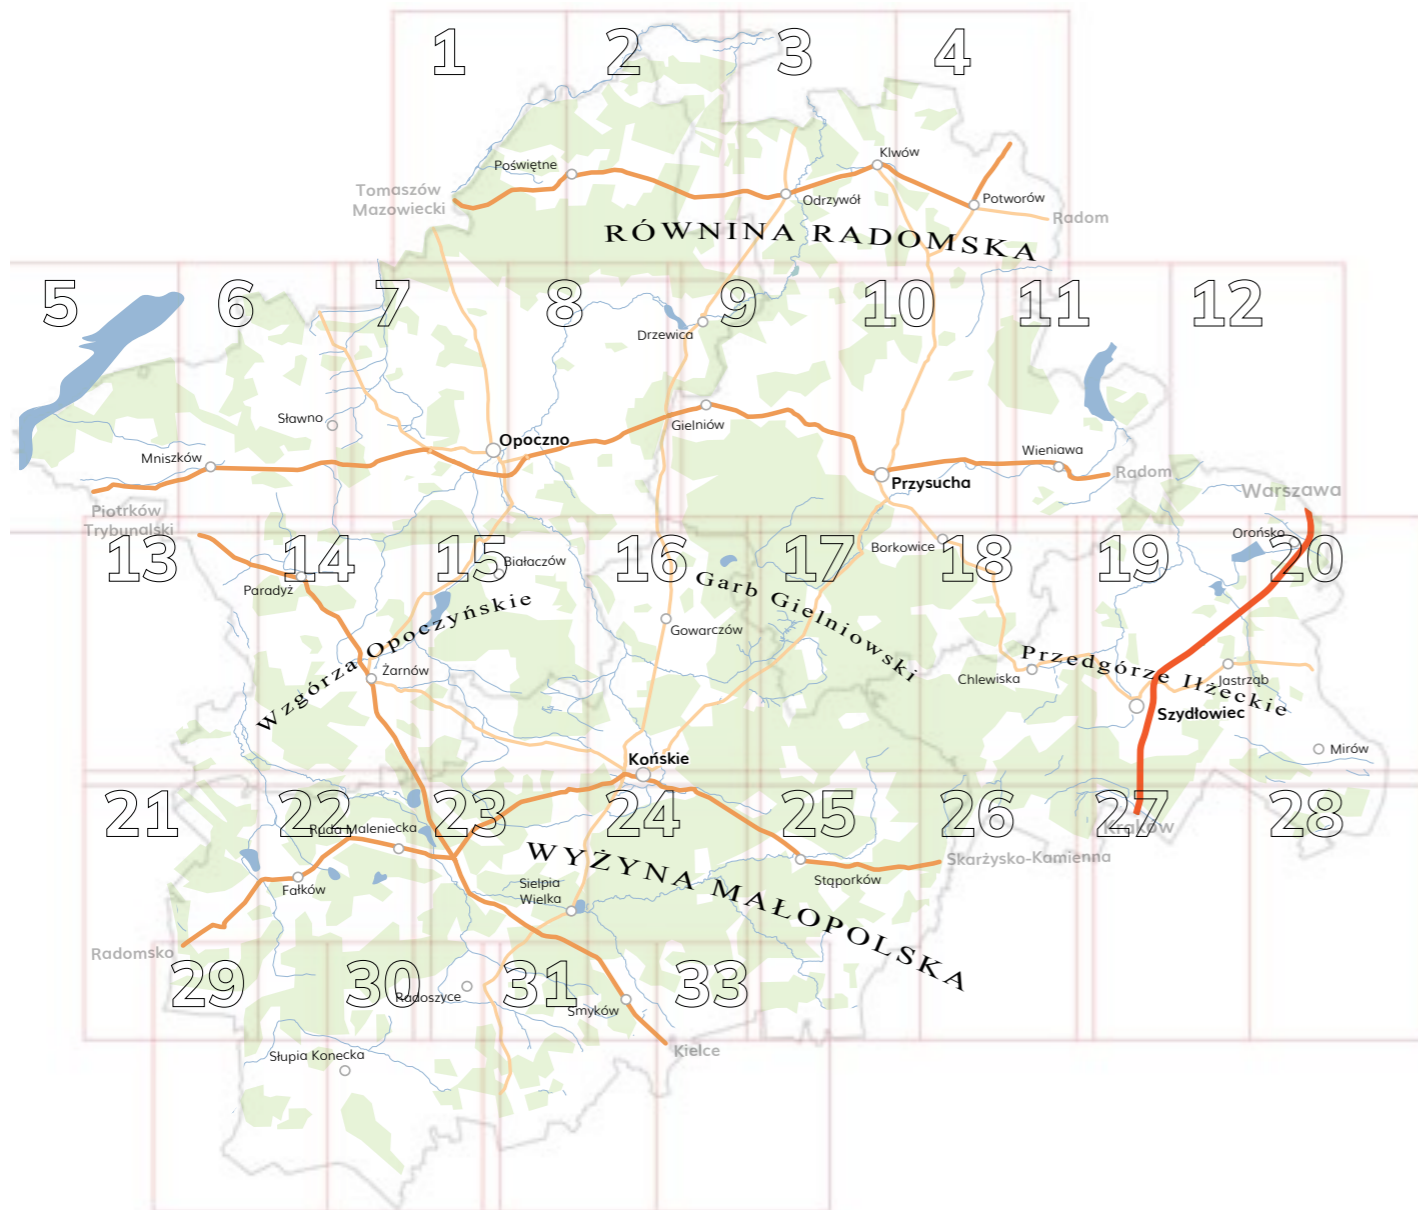 1
2
3
4
Klwów
Poświętne
Tomaszów
Mazowiecki
Odrzywół
Potworów
Radom
RÓWNINA RADOMSKA
5
6
7
8
9
10
11
12
Drzewica
Sławno
Gielniów
Opoczno
Mniszków
Wieniawa
Radom
Przysucha
Warszawa
Piotrków
Trybunalski
Orońsko
13
14
15
16
17
18
19
20
Borkowice
Białaczów
Paradyż
Garb Gielniowski
Wzgórza Opoczyńskie
Gowarczów
Żarnów
Przedgórze Iłżeckie
Chlewiska
Jastrząb
Szydłowiec
Mirów
Końskie
21
22
23
24
25
26
27
28
Ruda Maleniecka
Kraków
WYŻYNA MAŁOPOLSKA
Skarżysko-Kamienna
Stąporków
Fałków
Sielpia
Wielka
Radomsko
29
30
31
33
Radoszyce
Smyków
Kielce
Słupia Konecka